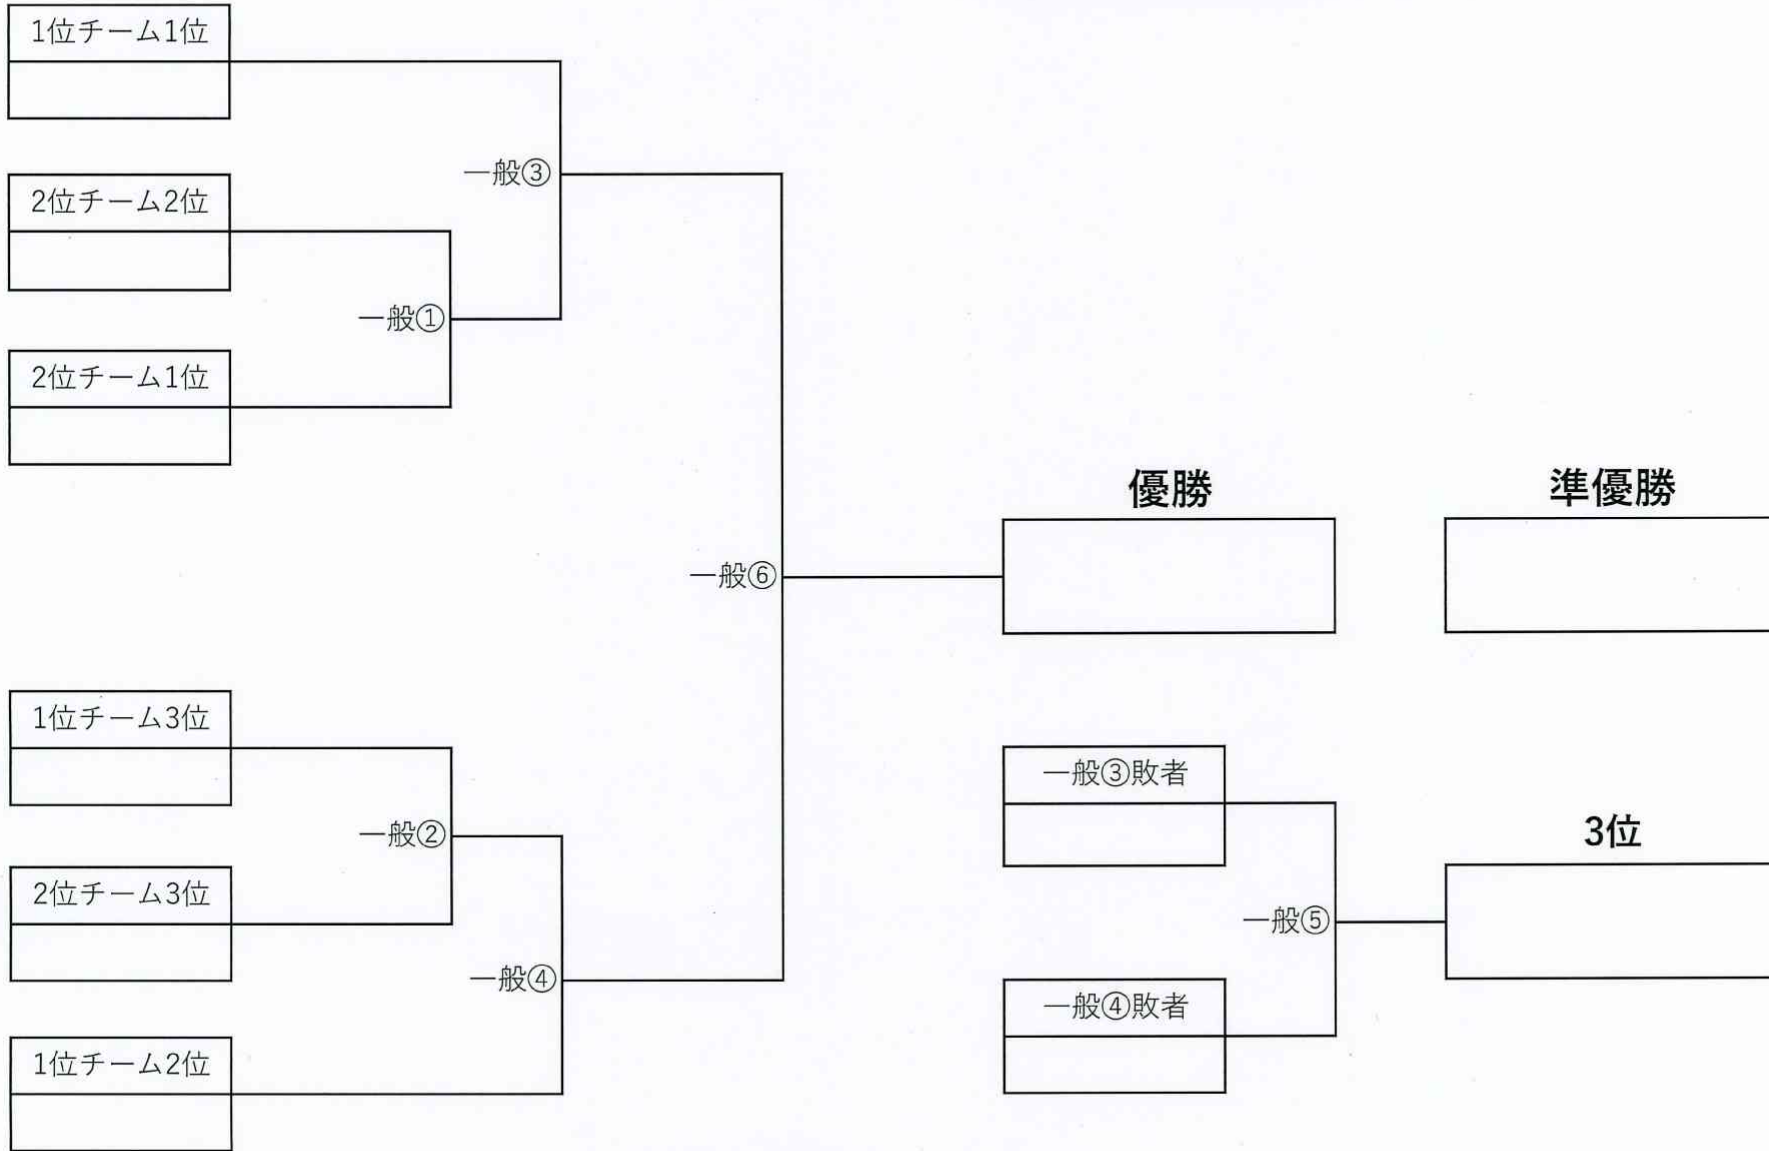 1位チーム1位
一般③
2位チーム2位
一般①
2位チーム1位
優勝
準優勝
一般⑥
1位チーム3位
一般③敗者
一般②
3位
2位チーム3位
一般⑤
一般④
一般④敗者
1位チーム2位